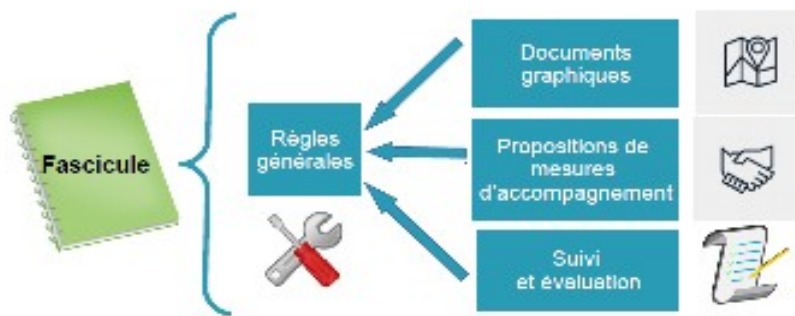 Fascicule
Règles
générales
Documents
graphiques
Propositions de
mesures
d'accompagnement
Suivi
et évaluation